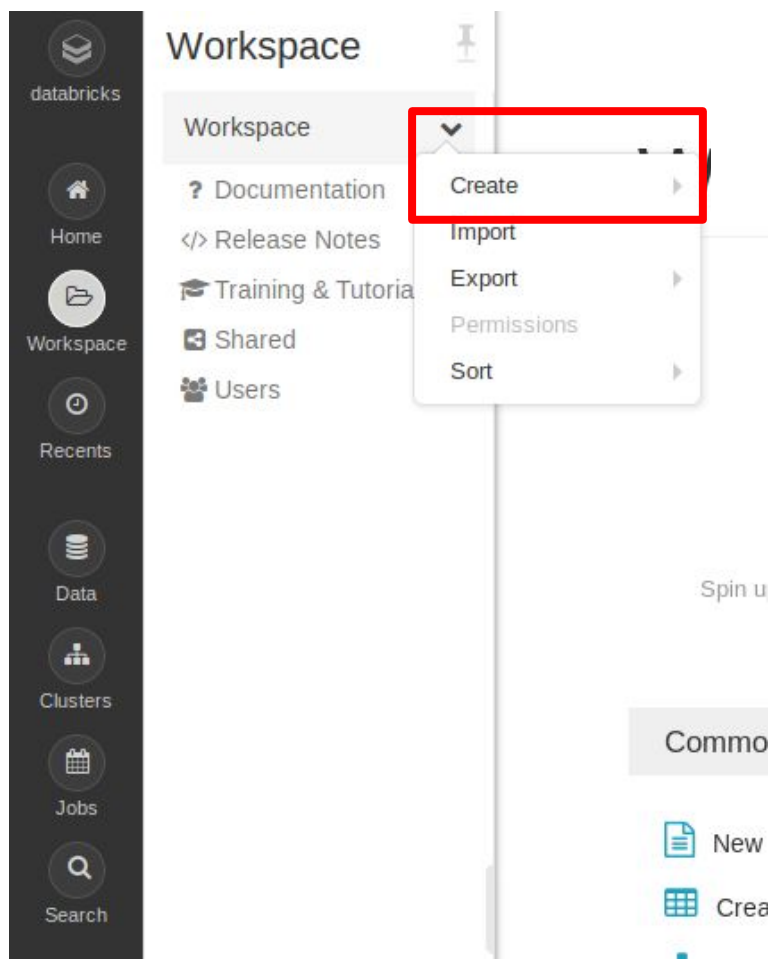 databricks
Home
Workspace
Recents
Data
Clusters
Jobs
Search
Workspace
Workspace
? Documentation
</> Release Notes
Training & Tutoria
Shared
Users
Create
Import
Export
Permissions
Sort
Spin u
Commo
New
Crea